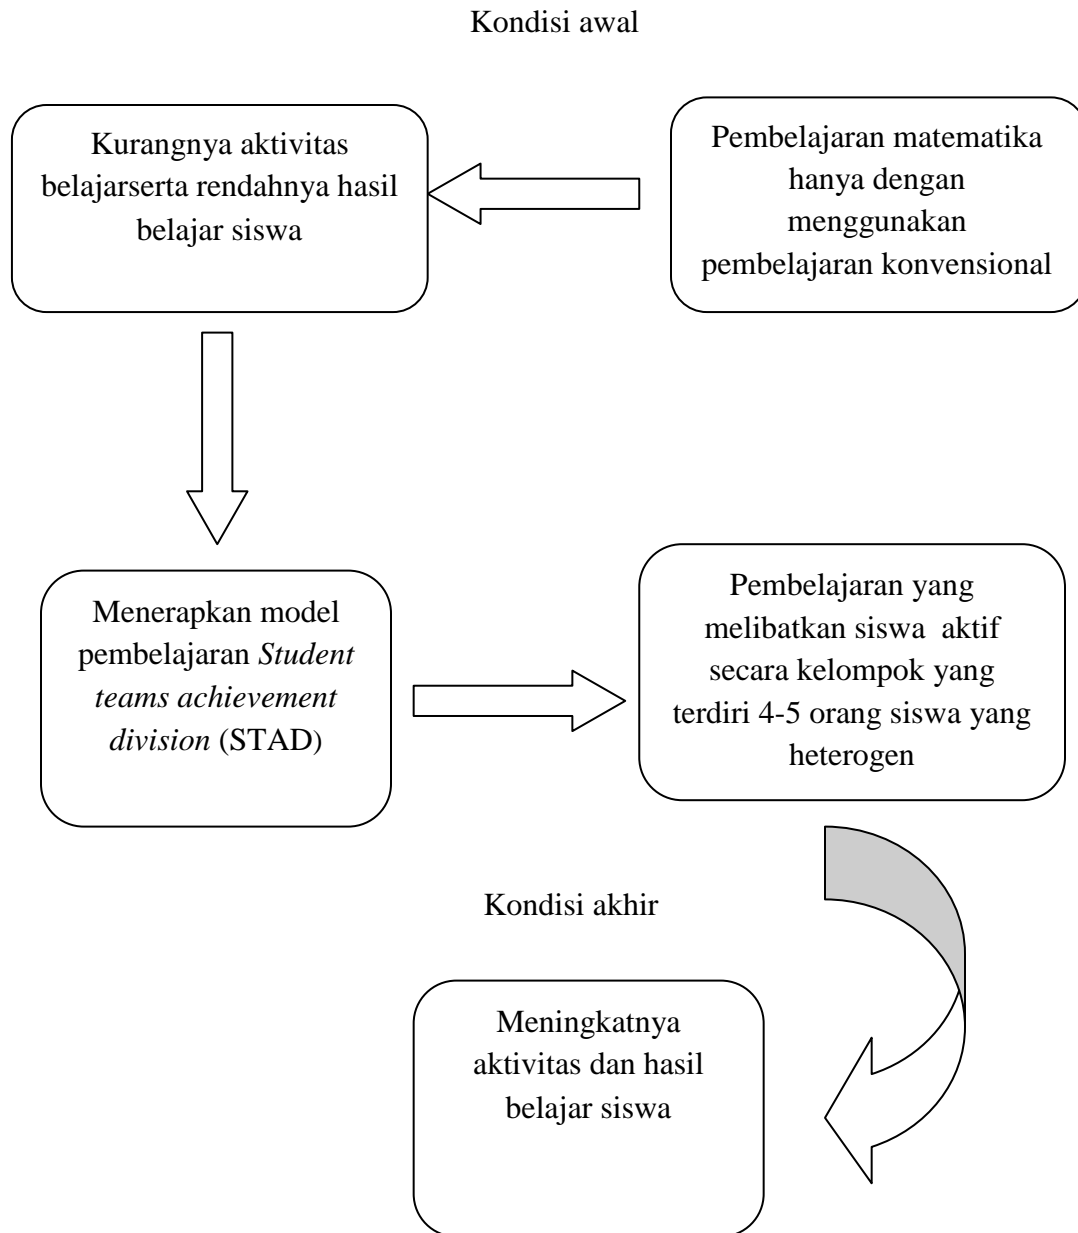 Kondisi awal
Kurangnya aktivitas
belajarserta rendahnya hasil
belajar siswa
Pembelajaran matematika
hanya dengan
menggunakan
pembelajaran konvensional
Menerapkan model
pembelajaran Student
teams achievement
division (STAD)
Pembelajaran yang
melibatkan siswa  aktif
secara kelompok yang
terdiri 4-5 orang siswa yang
heterogen
Kondisi akhir
Meningkatnya
aktivitas dan hasil
belajar siswa